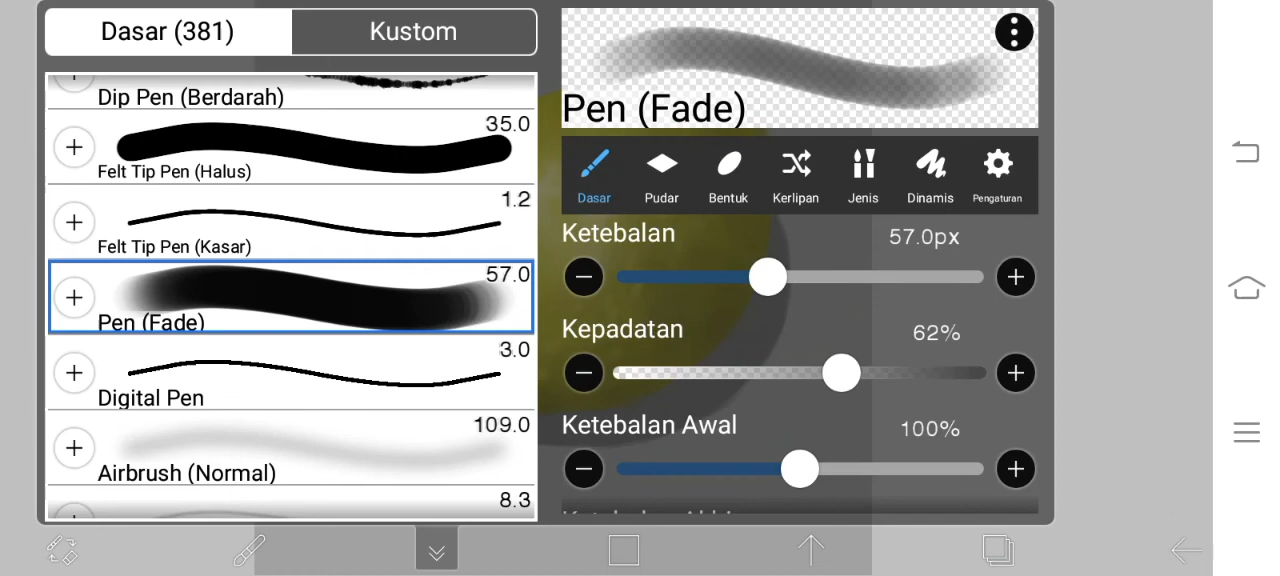 Dasar (381)
Kustom
Dip Pen (Berdarah)
35.0
Felt Tip Pen (Halus)
1.2
Felt Tip Pen (Kasar)
57.0
Pen (Fade)
3.0
Digital Pen
109.0
Airbrush (Normal)
8.3
Pen (Fade)
Dasar
Pudar
Bentuk
Kerlipan
Jenis
Dinamis
Pengaturan
Ketebalan
57.0px
Kepadatan
62%
Ketebalan Awal
100%